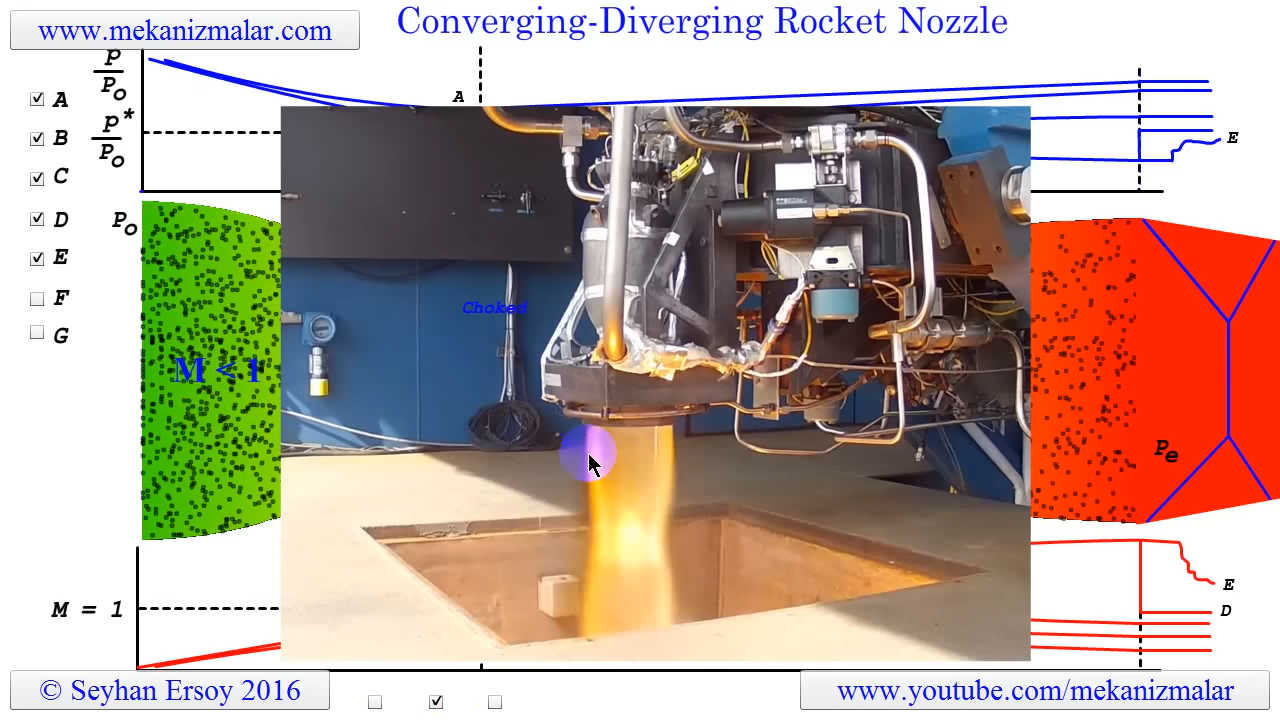 www.mekanizmalar.com
Converging-Diverging Rocket Nozzle
p
Po
p*
Po
A
B
C
D
E
F
G
A
E
Po
Choked
M < 1
Pe
M = 1
E
D
© Seyhan Ersoy 2016
www.youtube.com/mekanizmalar